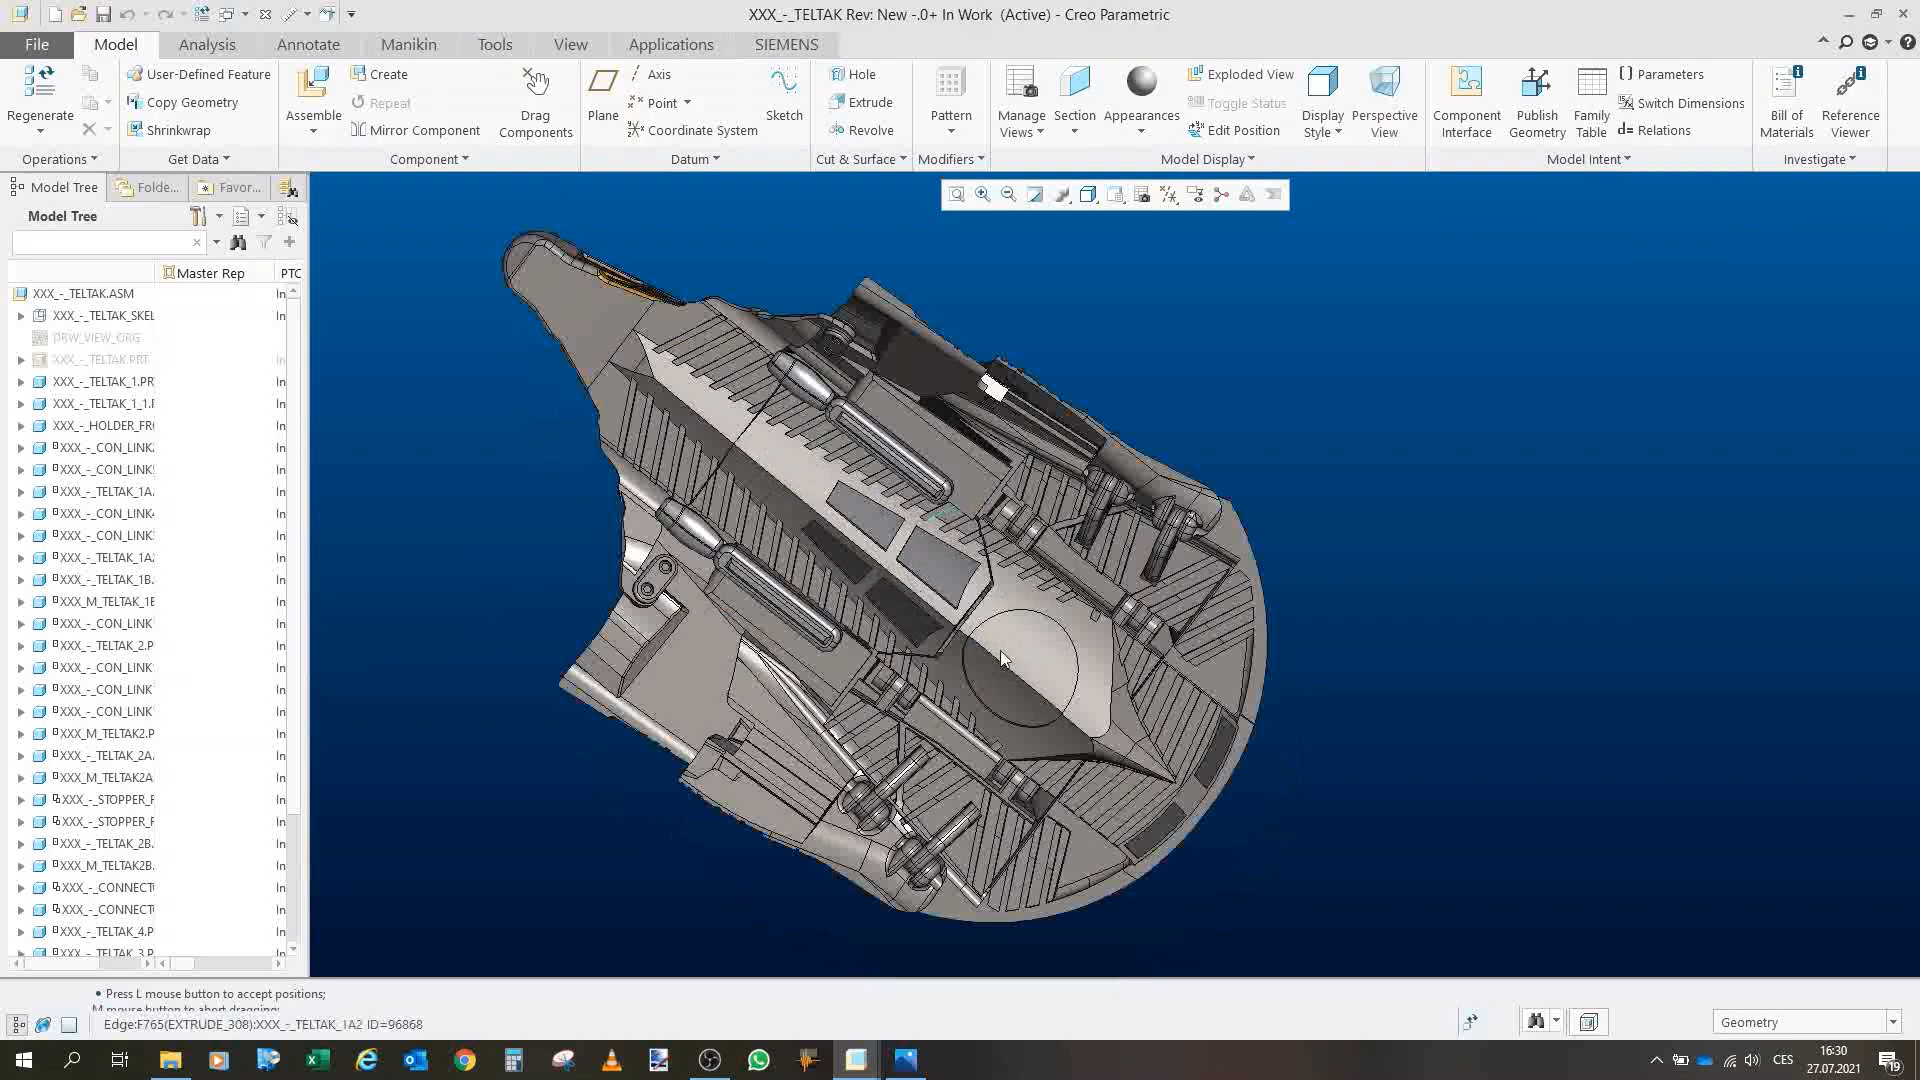 XXX_-_TELTAK Rev: New -.0+ In Work (Active) - Creo Parametric
File Model Analysis Annotate Manikin Tools View Applications SIEMENS
Regenerate
Operations
User-Defined Feature
Copy Geometry
Shrinkwrap
Get Data
Assemble
Create
Repeat
Mirror Component
Drag
Components
Component
Plane
Axis
Point
Coordinate System
Sketch
Datum
Hole
Extrude
Revolve
Cut & Surface
Pattern
Modifiers
Manage
Views
Section
Appearances
Exploded View
Toggle Status
Edit Position
Display
Style
Perspective
View
Model Display
Component
Interface
Publish
Geometry
Family
Table
Parameters
Switch Dimensions
Relations
Model Intent
Bill of
Materials
Reference
Viewer
Investigate
Model Tree Folde... Favor...
Model Tree
Master Rep PTC
XXX_-_TELTAK.ASM In
XXX_-_TELTAK_SKEL In
DRW_VIEW_ORG
XXX_-_TELTAK.PRT In
XXX_-_TELTAK_1.PR In
XXX_-_TELTAK_1_1.F In
XXX_-_HOLDER_FR In
XXX_-_CON_LINK In
XXX_-_CON_LINK In
XXX_-_TELTAK_1A In
XXX_-_CON_LINK In
XXX_-_CON_LINK In
XXX_-_TELTAK_1A In
XXX_-_TELTAK_1B. In
XXX_M_TELTAK_1B In
XXX_-_CON_LINK In
XXX_-_TELTAK_2.P In
XXX_-_CON_LINK In
XXX_-_CON_LINK In
XXX_-_CON_LINK In
XXX_M_TELTAK2.P In
XXX_-_TELTAK_2A. In
XXX_M_TELTAK2A In
XXX_-_STOPPER_F In
XXX_-_STOPPER_F In
XXX_-_TELTAK_2B. In
XXX_M_TELTAK2B. In
XXX_-_CONNECT In
XXX_-_CONNECT In
XXX_-_TELTAK_4.P In
XXX_-_TELTAK_3.P In
• Press L mouse button to accept positions;
M mouse button to abort dragging;
Edge:F765(EXTRUDE_308):XXX_-_TELTAK_1A2 ID=96868
Geometry
CES
16:30
27.07.2021
19